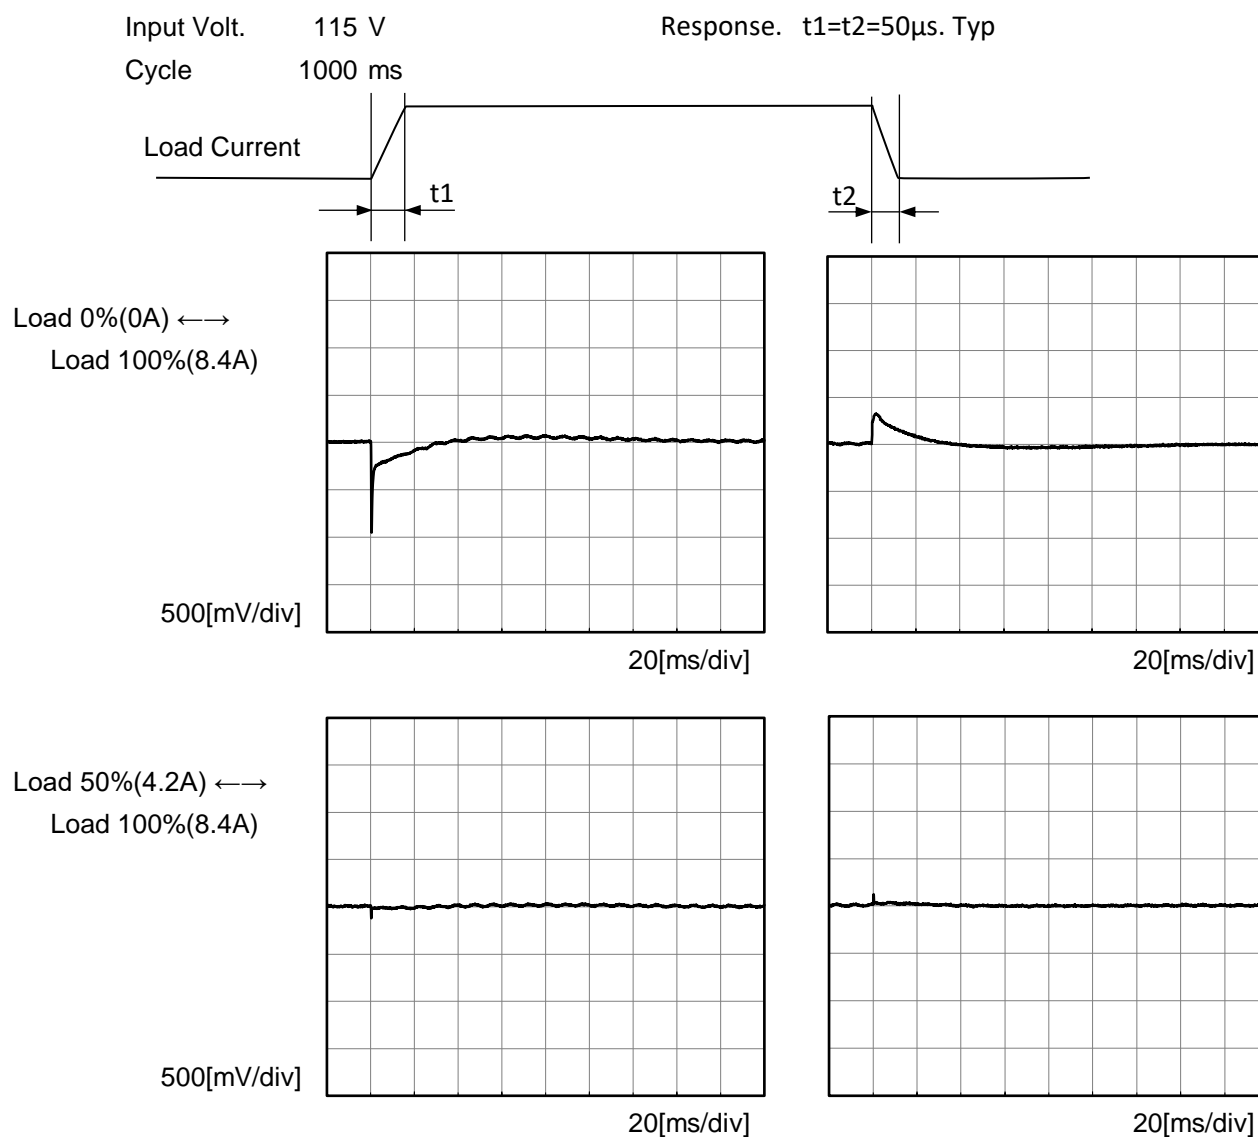 Input Volt. 115 V Response. t1=t2=50μs. Typ
Cycle 1000 ms
Load Current
t1
t2
Load 0%(0A) ←→
Load 100%(8.4A)
500[mV/div]
20[ms/div] 20[ms/div]
Load 50%(4.2A) ←→
Load 100%(8.4A)
500[mV/div]
20[ms/div] 20[ms/div]